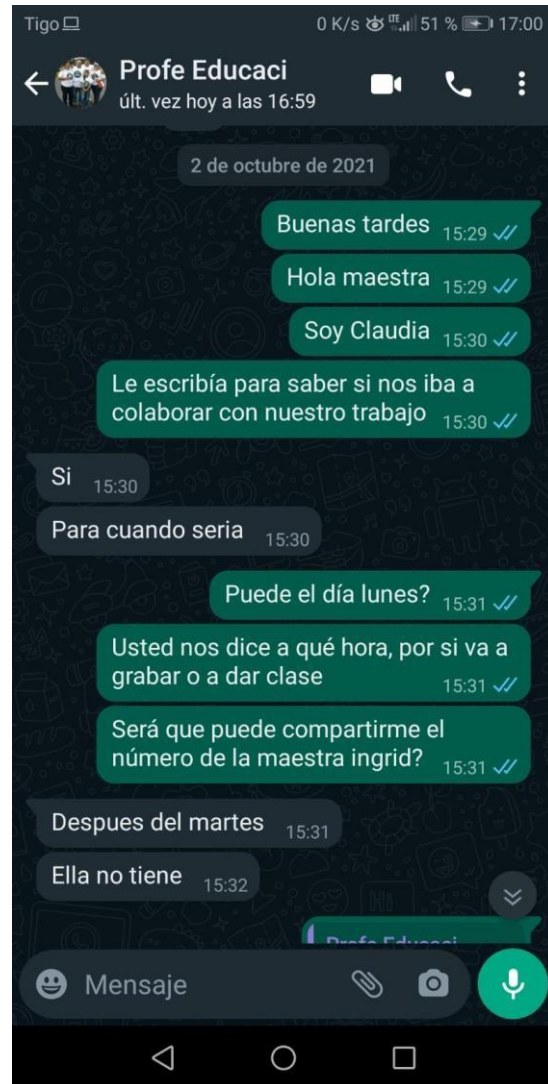 Tigo
0 K/s LTE 51 % 17:00
Profe Educaci
últ. vez hoy a las 16:59
2 de octubre de 2021
Buenas tardes 15:29
Hola maestra 15:29
Soy Claudia 15:30
Le escribía para saber si nos iba a
colaborar con nuestro trabajo 15:30
Si 15:30
Para cuando seria 15:30
Puede el día lunes? 15:31
Usted nos dice a qué hora, por si va a
grabar o a dar clase 15:31
Será que puede compartirme el
número de la maestra ingrid? 15:31
Despues del martes 15:31
Ella no tiene 15:32
Profe Educaci
Mensaje